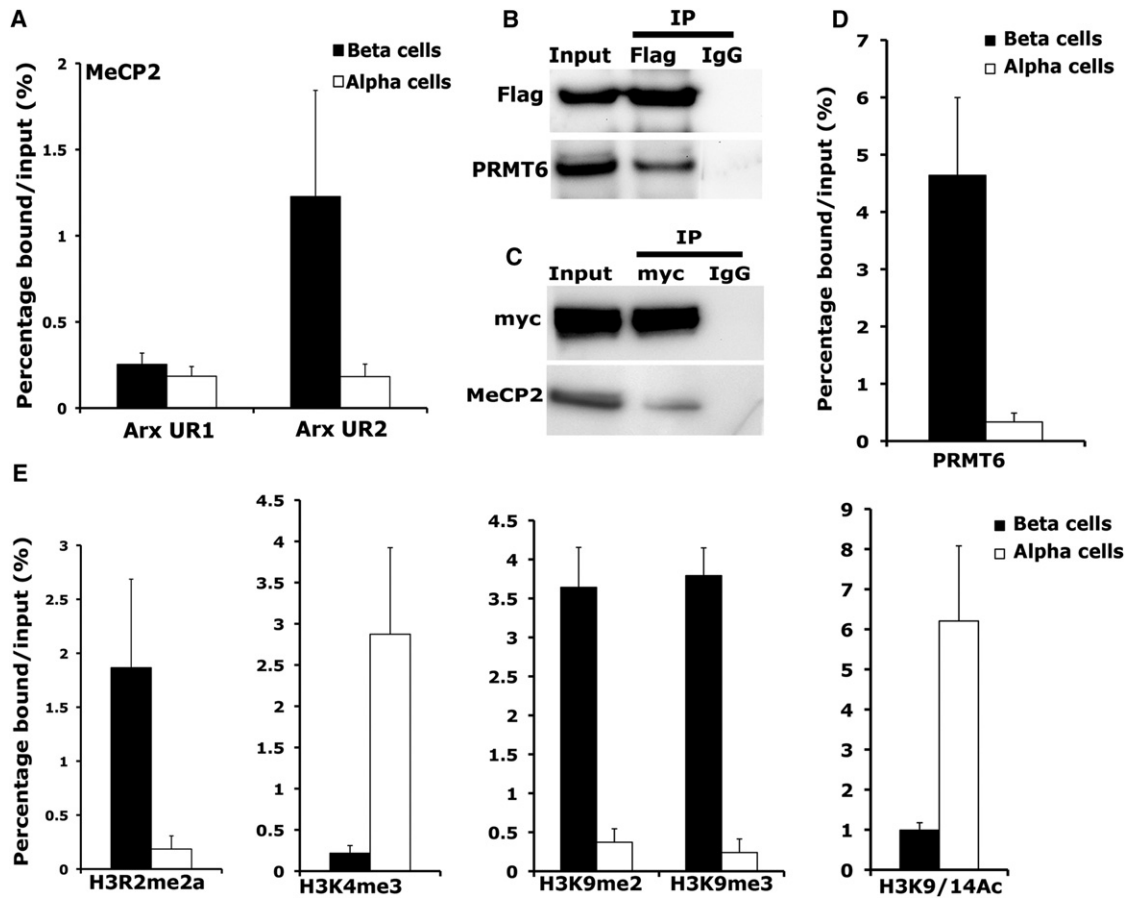 A
MeCP2
Beta cells
Alpha cells
Percentage bound/input (%)
2
1.5
1
0.5
0
Arx UR1
Arx UR2
B
IP
Input Flag IgG
Flag
PRMT6
C
IP
Input myc IgG
myc
MeCP2
D
Beta cells
Alpha cells
Percentage bound/input (%)
7
6
5
4
3
2
1
0
PRMT6
E
Percentage bound/input (%)
3
2.5
2
1.5
1
0.5
0
H3R2me2a
4.5
4
3.5
3
2.5
2
1.5
1
0.5
0
H3K4me3
4.5
4
3.5
3
2.5
2
1.5
1
0.5
0
H3K9me2
H3K9me3
9
8
7
6
5
4
3
2
1
0
H3K9/14Ac
Beta cells
Alpha cells